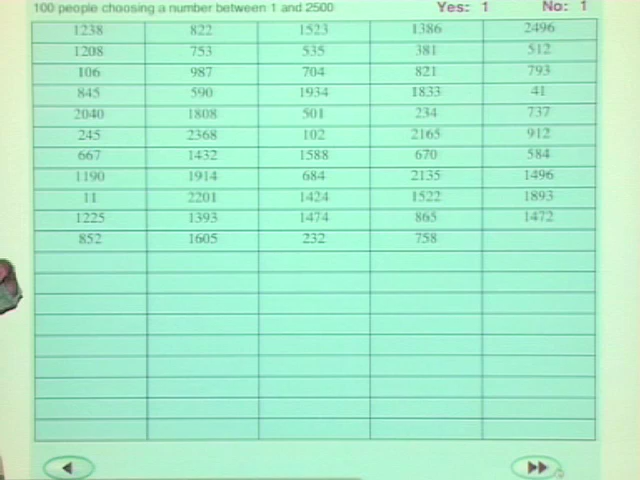 100 people choosing a number between 1 and 2500 Yes: 1 No: 1
1238 822 1523 1386 2496
1208 753 535 381 512
106 987 704 821 793
845 590 1934 1833 41
2040 1808 501 234 737
245 2368 102 2165 912
667 1432 1588 670 584
1190 1914 684 2135 1496
11 2201 1424 1522 1893
1225 1393 1474 865 1472
852 1605 232 758